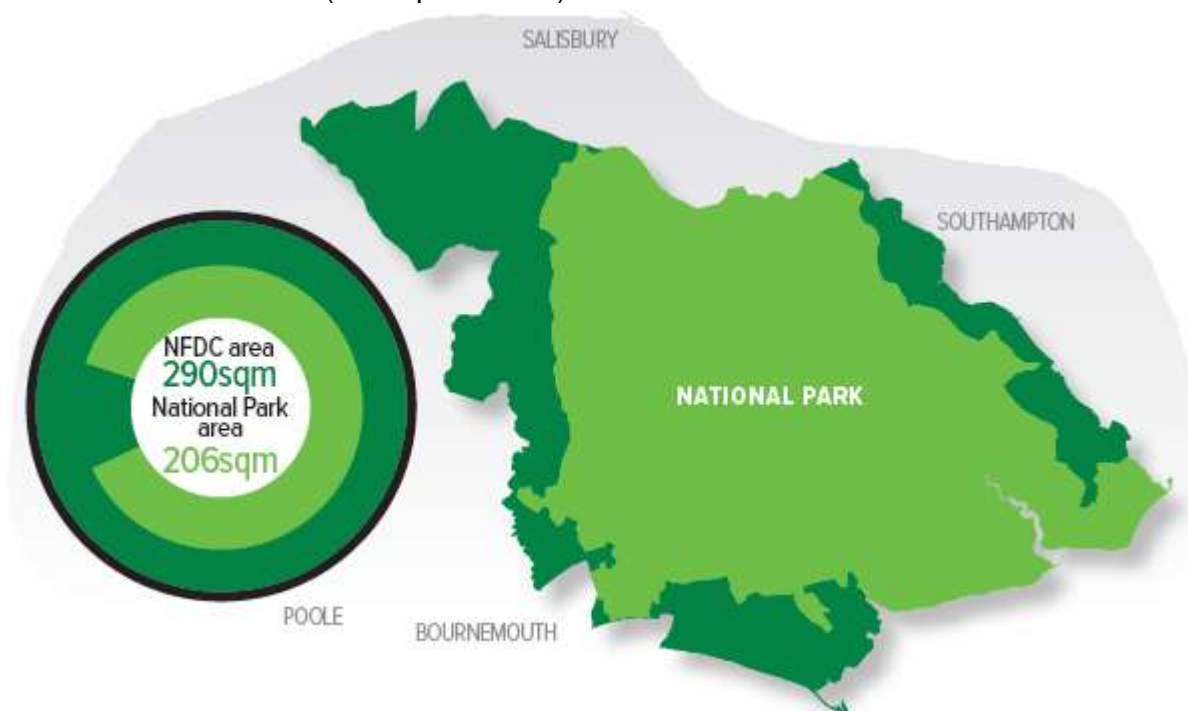 SALISBURY
SOUTHAMPTON
NFDC area
290sqm
National Park
area
206sqm
NATIONAL PARK
POOLE
BOURNEMOUTH